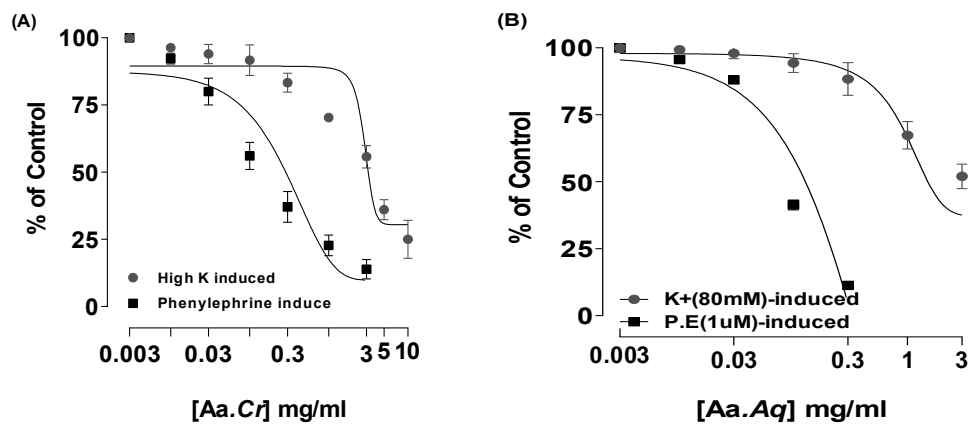 (A)
% of Control
100
75
50
25
0
High K induced
Phenylephrine induce
0.003 0.03 0.3 3 5 10
[Aa.Cr] mg/ml
(B)
% of Control
100
75
50
25
0
K+(80mM)-induced
P.E(1uM)-induced
0.003 0.03 0.3 1 3
[Aa.Aq] mg/ml